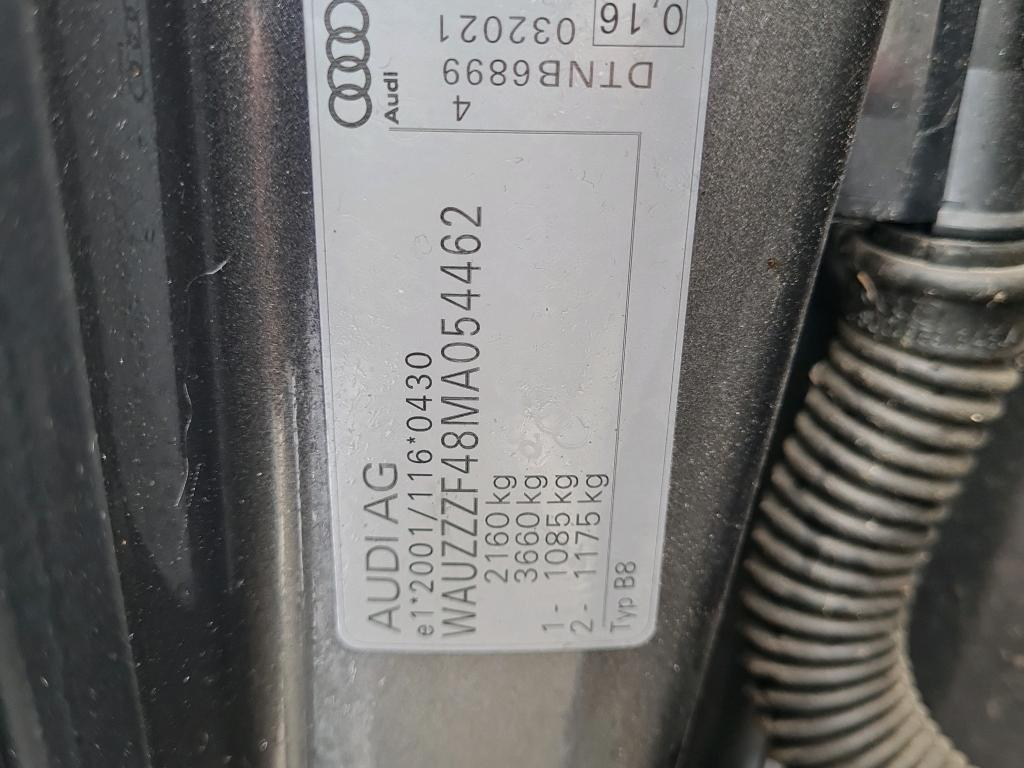 AUDI AG
e1*2001/116*0430
WAUZZZF48MA054462
2160 kg
3660 kg
1 - 1085 kg
2 - 1175 kg
Typ B8
Audi
032021
0,16
DTNB6899
4